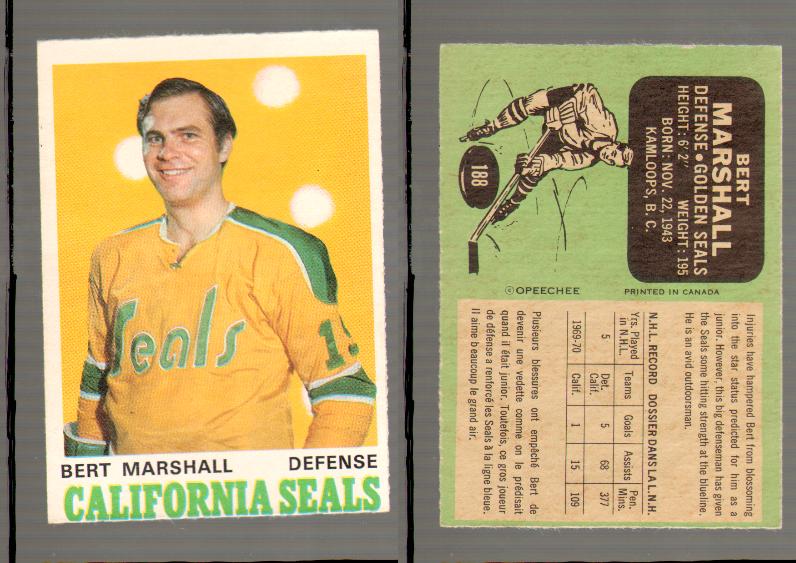 Seals
1
BERT MARSHALL DEFENSE
CALIFORNIA SEALS
BERT
MARSHALL
DEFENSE • GOLDEN SEALS
HEIGHT: 6' 2" WEIGHT: 195
BORN: NOV. 22, 1943
KAMLOOPS, B. C.
188
© OPEECHEE PRINTED IN CANADA
Injuries have hampered Bert from blossoming
into the star status predicted for him as a
junior. However, this big defenseman has given
the Seals some hitting strength at the blueline.
He is an avid outdoorsman.
N.H.L. RECORD DOSSIER DANS LA L.N.H.
Yrs. Played in N.H.L. Teams Goals Assists Pen. Mins.
5 Det. Calif. 5 68 377
1969-70 Calif. 1 15 109
Plusieurs blessures ont empêché Bert de
devenir une vedette comme on le prédisait
quand il était junior. Toutefois, ce gros joueur
de défense a renforcé les Seals à la ligne bleue.
Il aime beaucoup le grand air.